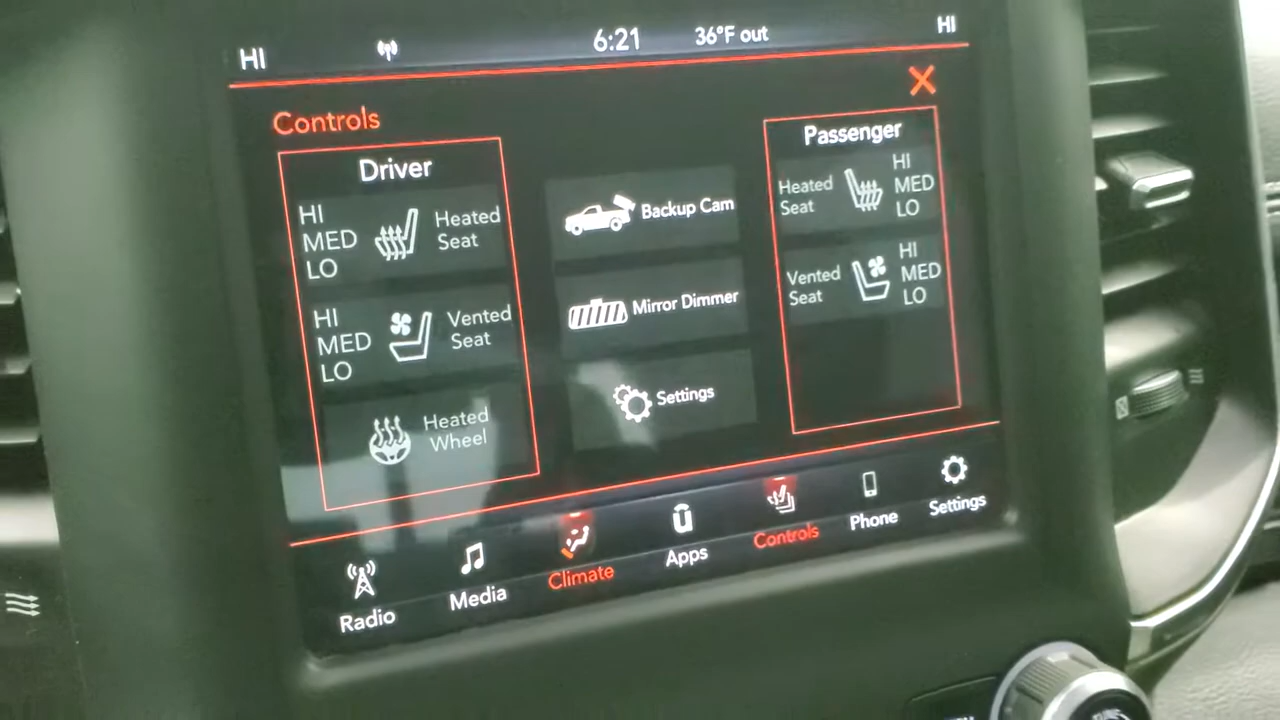 HI 6:21 36°F out HI
Controls
Driver
HI
MED
LO
Heated
Seat
HI
MED
LO
Vented
Seat
Heated
Wheel
Backup Cam
Mirror Dimmer
Settings
Passenger
Heated
Seat
HI
MED
LO
Vented
Seat
HI
MED
LO
Radio Media Climate Apps Controls Phone Settings